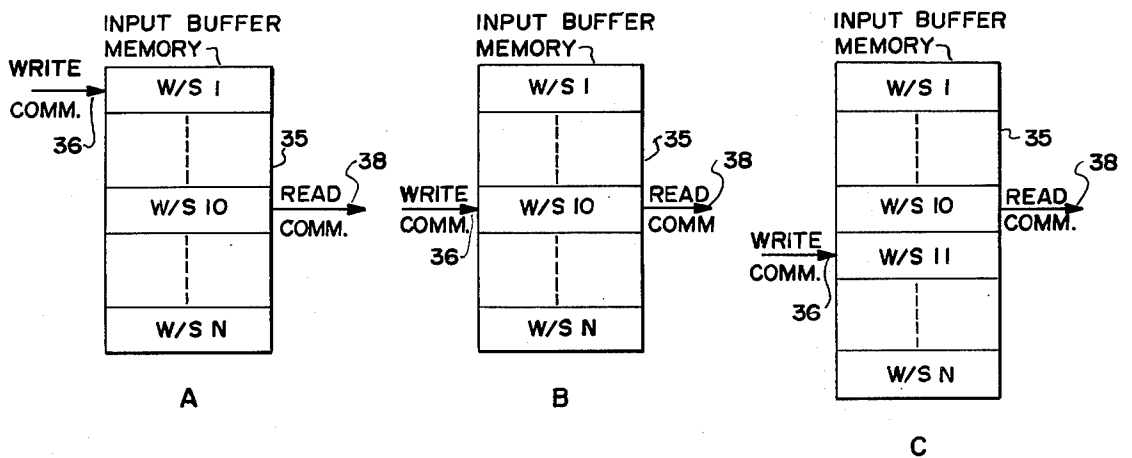 INPUT BUFFER
MEMORY
WRITE
COMM.
36
W/S 1
35
38
W/S 10
READ
COMM.
W/S N
A
INPUT BUFFER
MEMORY
W/S 1
35
38
WRITE
COMM.
36
W/S 10
READ
COMM
W/S N
B
INPUT BUFFER
MEMORY
W/S 1
35
38
W/S 10
READ
COMM.
WRITE
COMM.
36
W/S 11
W/S N
C